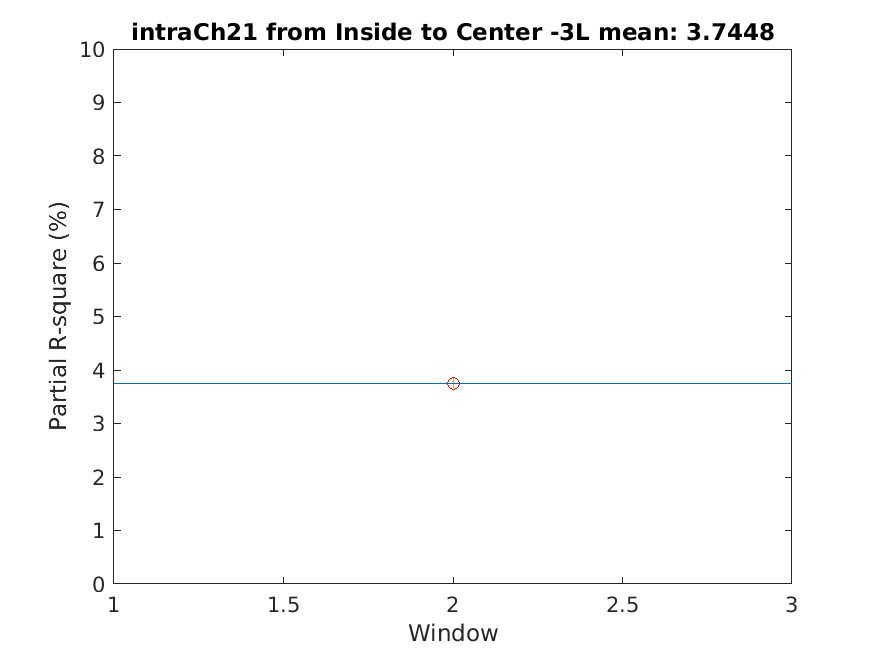 intraCh21 from Inside to Center -3L mean: 3.7448
10
9
8
7
6
5
4
3
2
1
0
Partial R-square (%)
1 1.5 2 2.5 3
Window